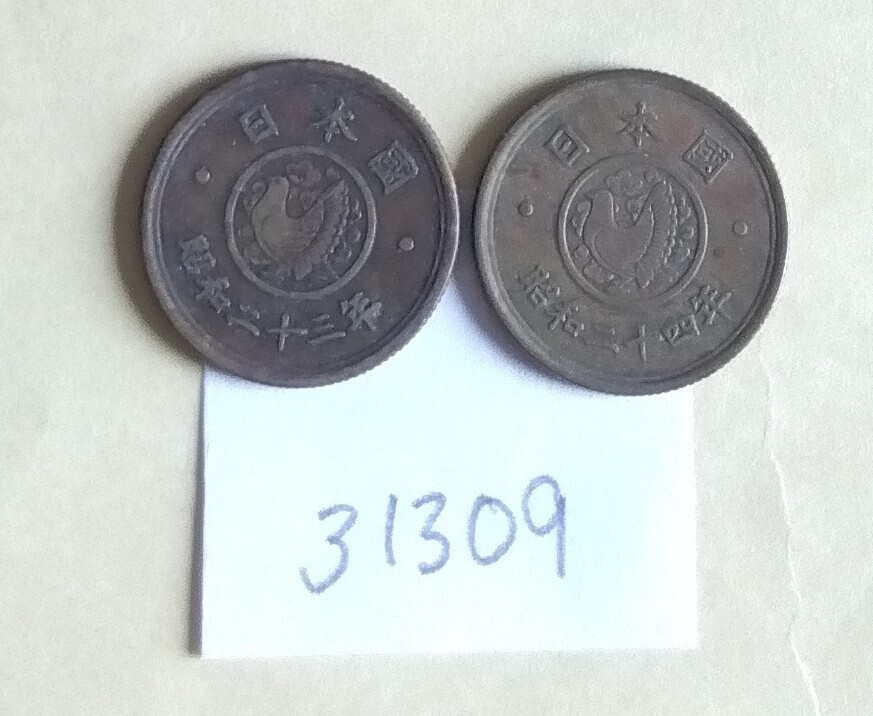 日本國
昭和二十三年
日本國
昭和二十四年
31309